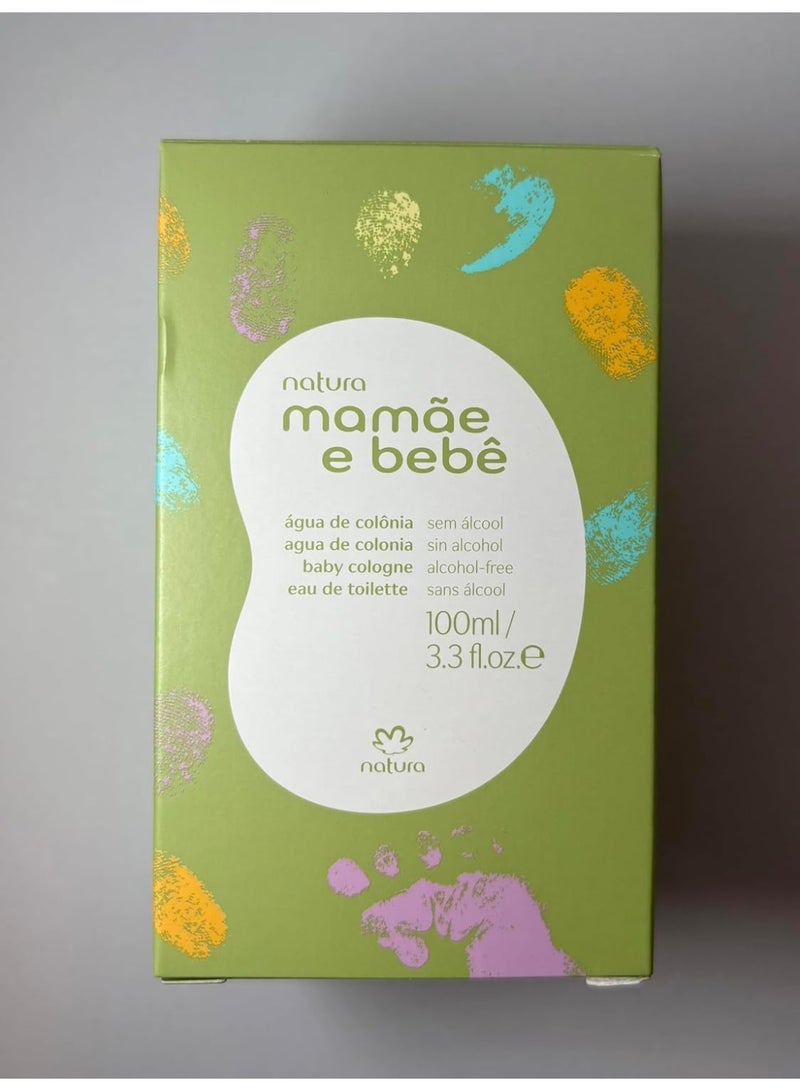 natura
mamãe
e bebê
água de colônia sem álcool
agua de colonia sin alcohol
baby cologne alcohol-free
eau de toilette sans álcool
100ml /
3.3 fl.oz.e
natura